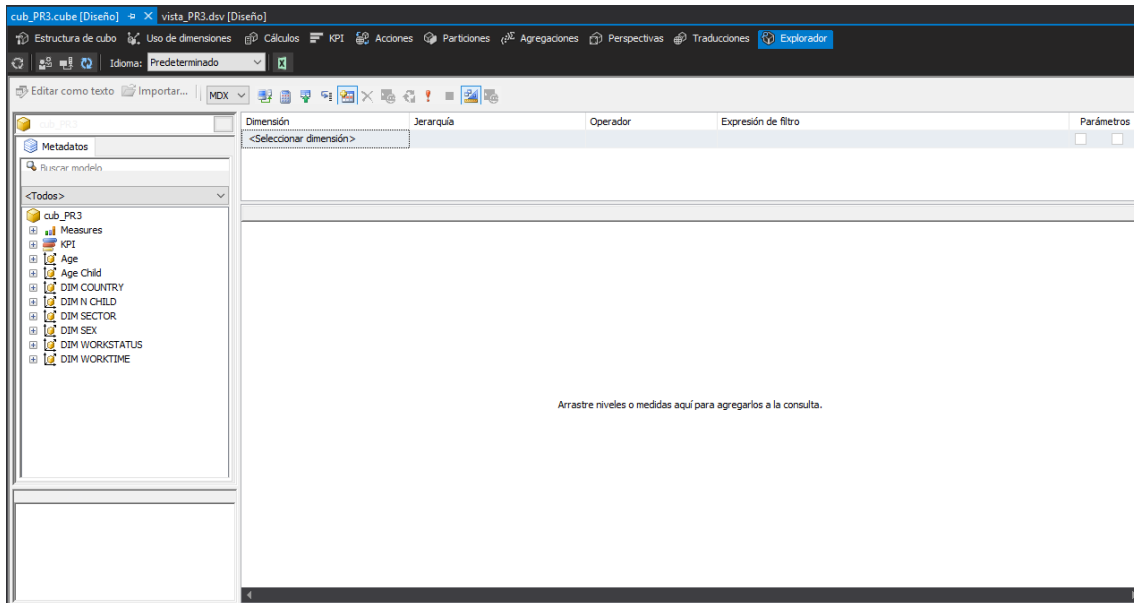 cub_PR3.cube [Diseño] vista_PR3.dsv [Diseño]
Estructura de cubo Uso de dimensiones Cálculos KPI Acciones Particiones Agregaciones Perspectivas Traducciones Explorador
Idioma: Predeterminado
Editar como texto Importar... MDX
cub_PR3
Metadatos
Buscar modelo
<Todos>
cub_PR3
Measures
KPI
Age
Age Child
DIM COUNTRY
DIM N CHILD
DIM SECTOR
DIM SEX
DIM WORKSTATUS
DIM WORKTIME
Dimensión Jerarquía Operador Expresión de filtro Parámetros
<Seleccionar dimensión>
Arrastre niveles o medidas aquí para agregarlos a la consulta.